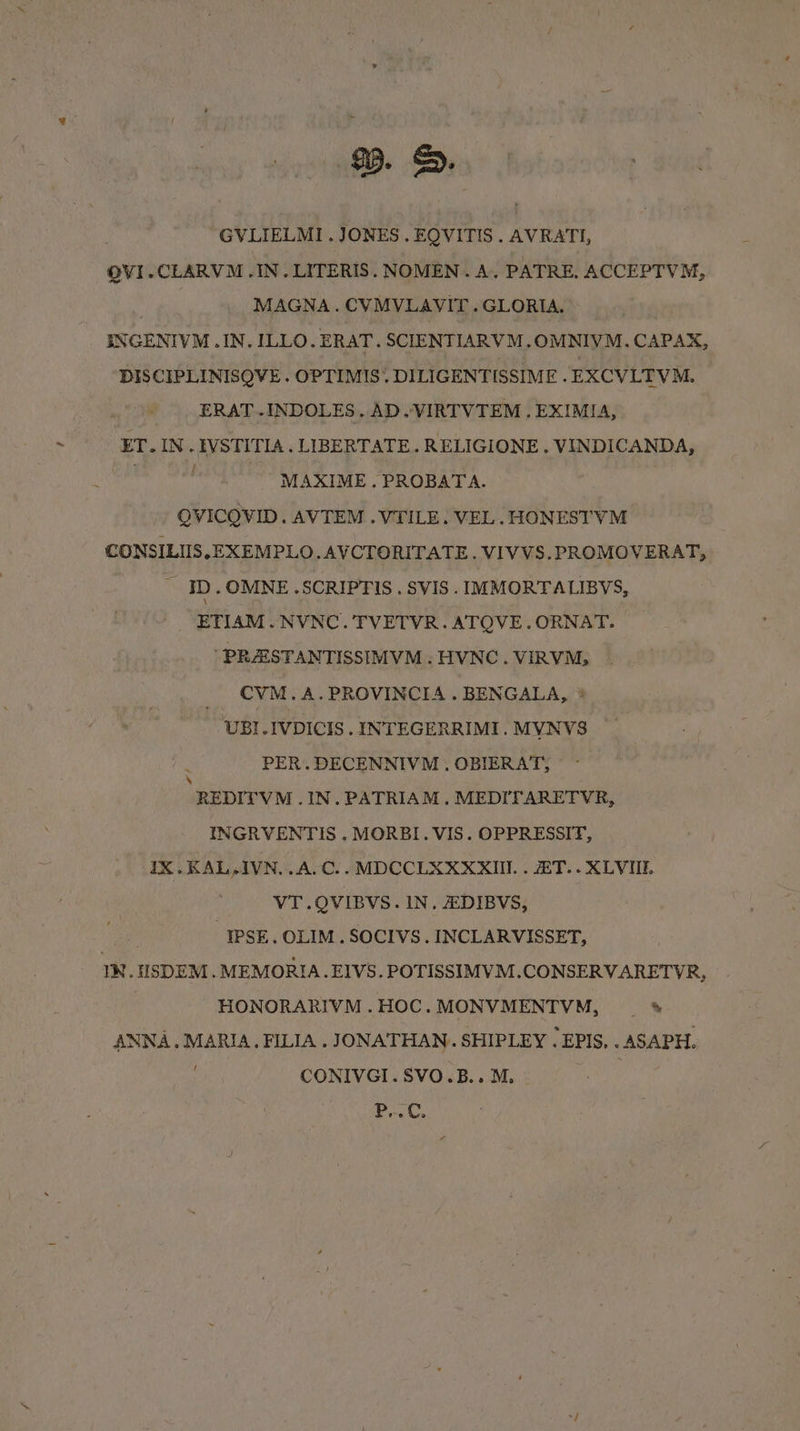 M. S.
GVLIELMI . JONES . EQVITIS . AVRATI,
QVI . CLARVM . IN . LITERIS . NOMEN . A . PATRE . ACCEPTVM,
MAGNA . CVMVLAVIT . GLORIA.
INGENIVM . IN . ILLO . ERAT . SCIENTIARVM . OMNIVM . CAPAX,
DISCIPLINISQVE . OPTIMIS . DILIGENTISSIME . EXCVLTVM.
ERAT . INDOLES . AD . VIRTVTEM . EXIMIA,
ET . IN . IVSTITIA . LIBERTATE . RELIGIONE . VINDICANDA,
MAXIME . PROBATA.
QVICQVID . AVTEM . VTILE . VEL . HONESTVM
CONSILIIS . EXEMPLO . AVCTORITATE . VIVVS . PROMOVERAT,
ID . OMNE . SCRIPTIS . SVIS . IMMORTALIBVS,
ETIAM . NVNC . TVETVR . ATQVE . ORNAT.
PRÆSTANTISSIMVM . HVNC . VIRVM,
CVM . A . PROVINCIA . BENGALA,
UBI . IVDICIS . INTEGERRIMI . MVNVS
PER . DECENNIVM . OBIERAT,
REDITVM . IN . PATRIAM . MEDITARETVR,
INGRVENTIS . MORBI . VIS . OPPRESSIT,
IX . KAL . IVN. . A. C. . MDCCLXXXXIIII. . ÆT. . XLVIII.
VT . QVIBVS . IN . ÆDIBVS,
IPSE . OLIM . SOCIVS . INCLARVISSET,
IN . IISDEM . MEMORIA . EIVS . POTISSIMVM . CONSERVARETVR,
HONORARIVM . HOC . MONVMENTVM,
ANNA . MARIA . FILIA . JONATHAN . SHIPLEY . EPIS. . ASAPH.
CONIVGI . SVO . B. . M.
P. . C.